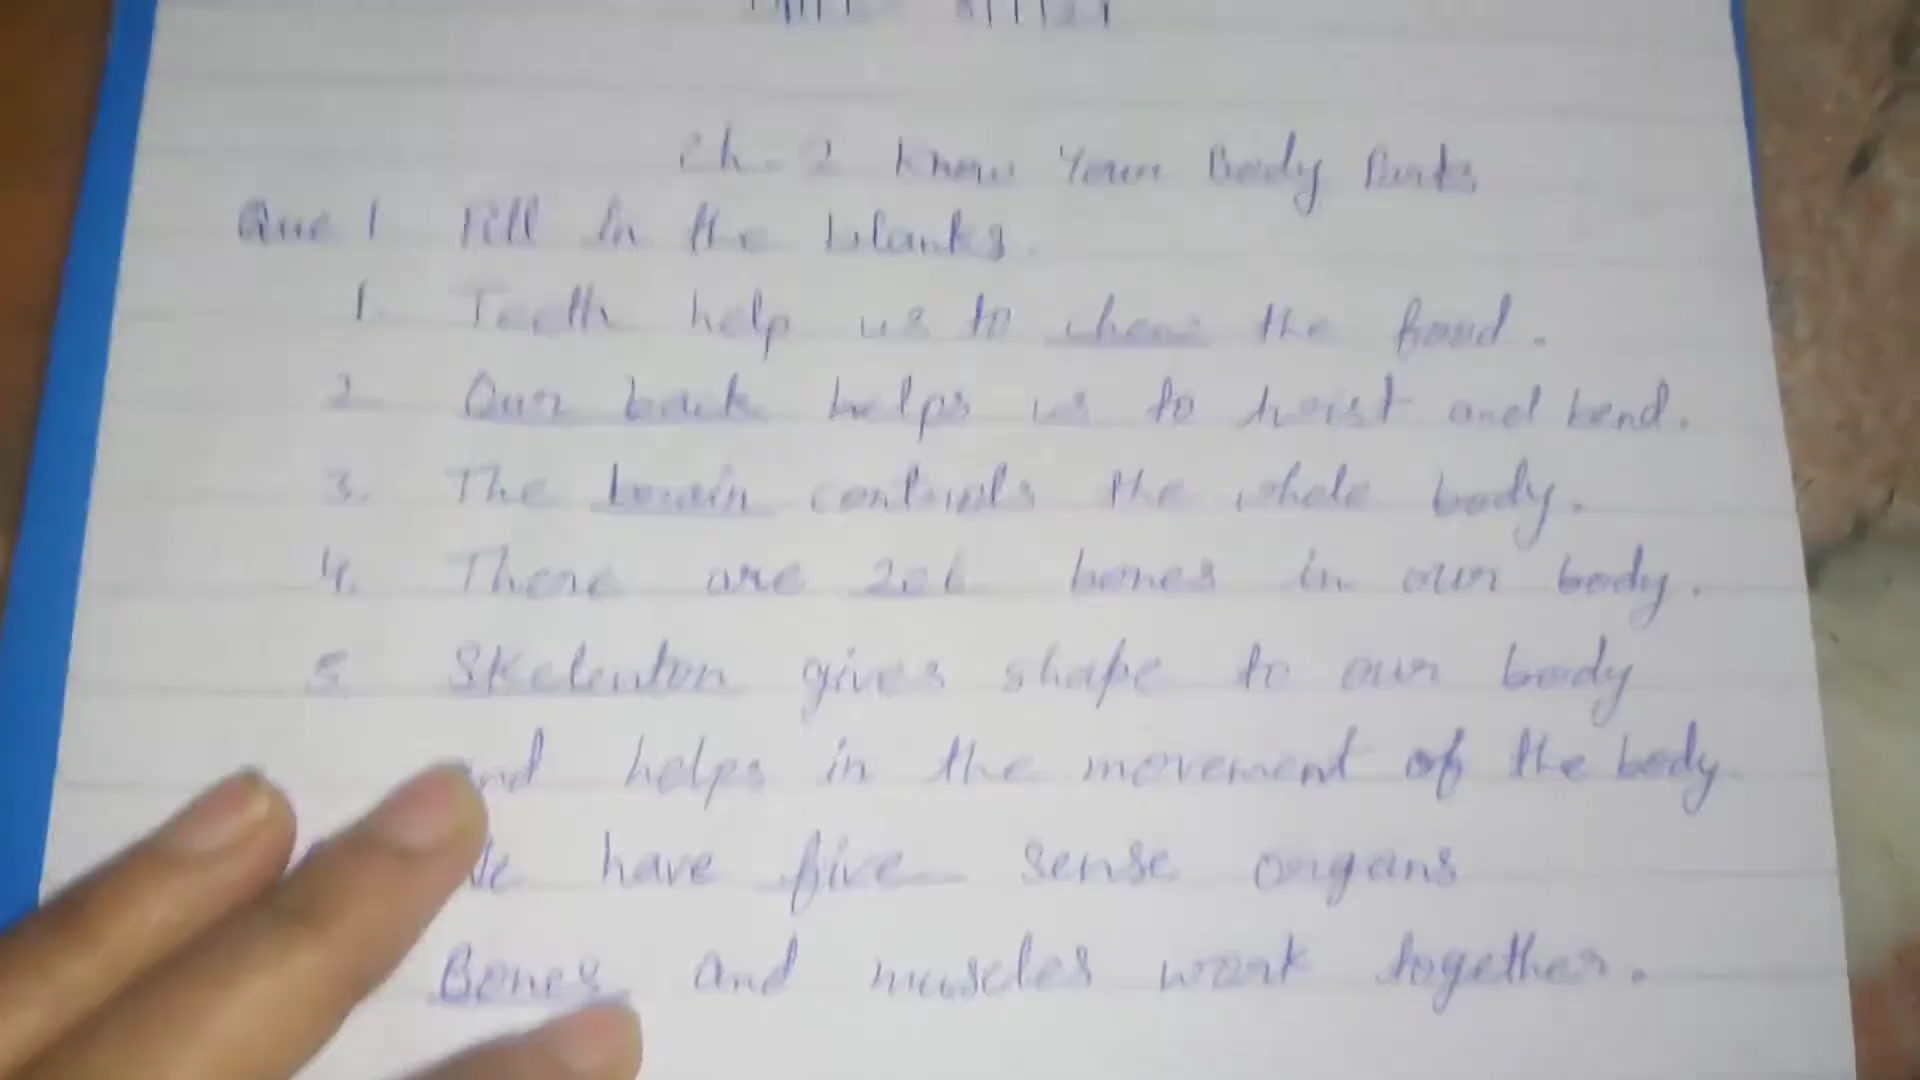 Ch-2 Know Your Body Parts
Que 1 Fill in the blanks.
1. Teeth help us to chew the food.
2 Our back helps us to twist and bend.
3. The brain controls the whole body.
4. There are 206 bones in our body.
5 Skelenton gives shape to our body
and helps in the movement of the body
We have five sense organs
Bones and muscles work together.